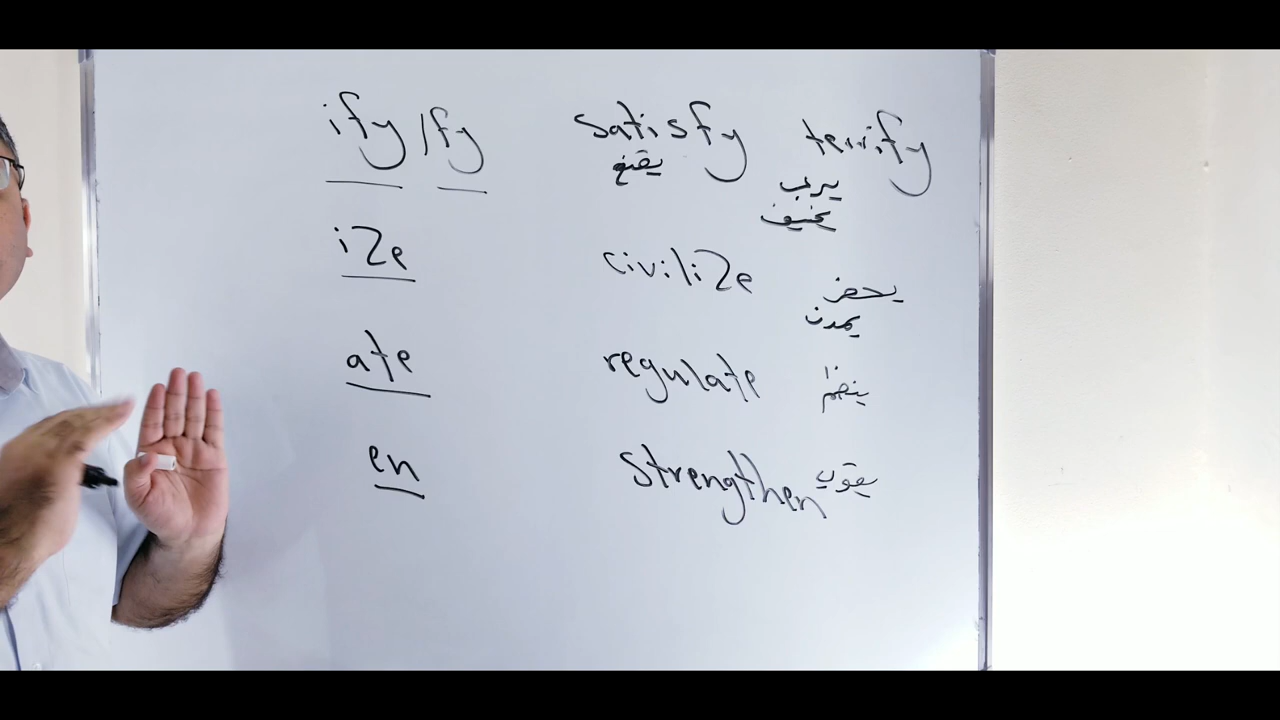 ify / fy satisfy terrify
يقنع يرعب
يخيف
ize civilize يحضر
يمدن
ate regulate ينظم
en strengthen يقوي